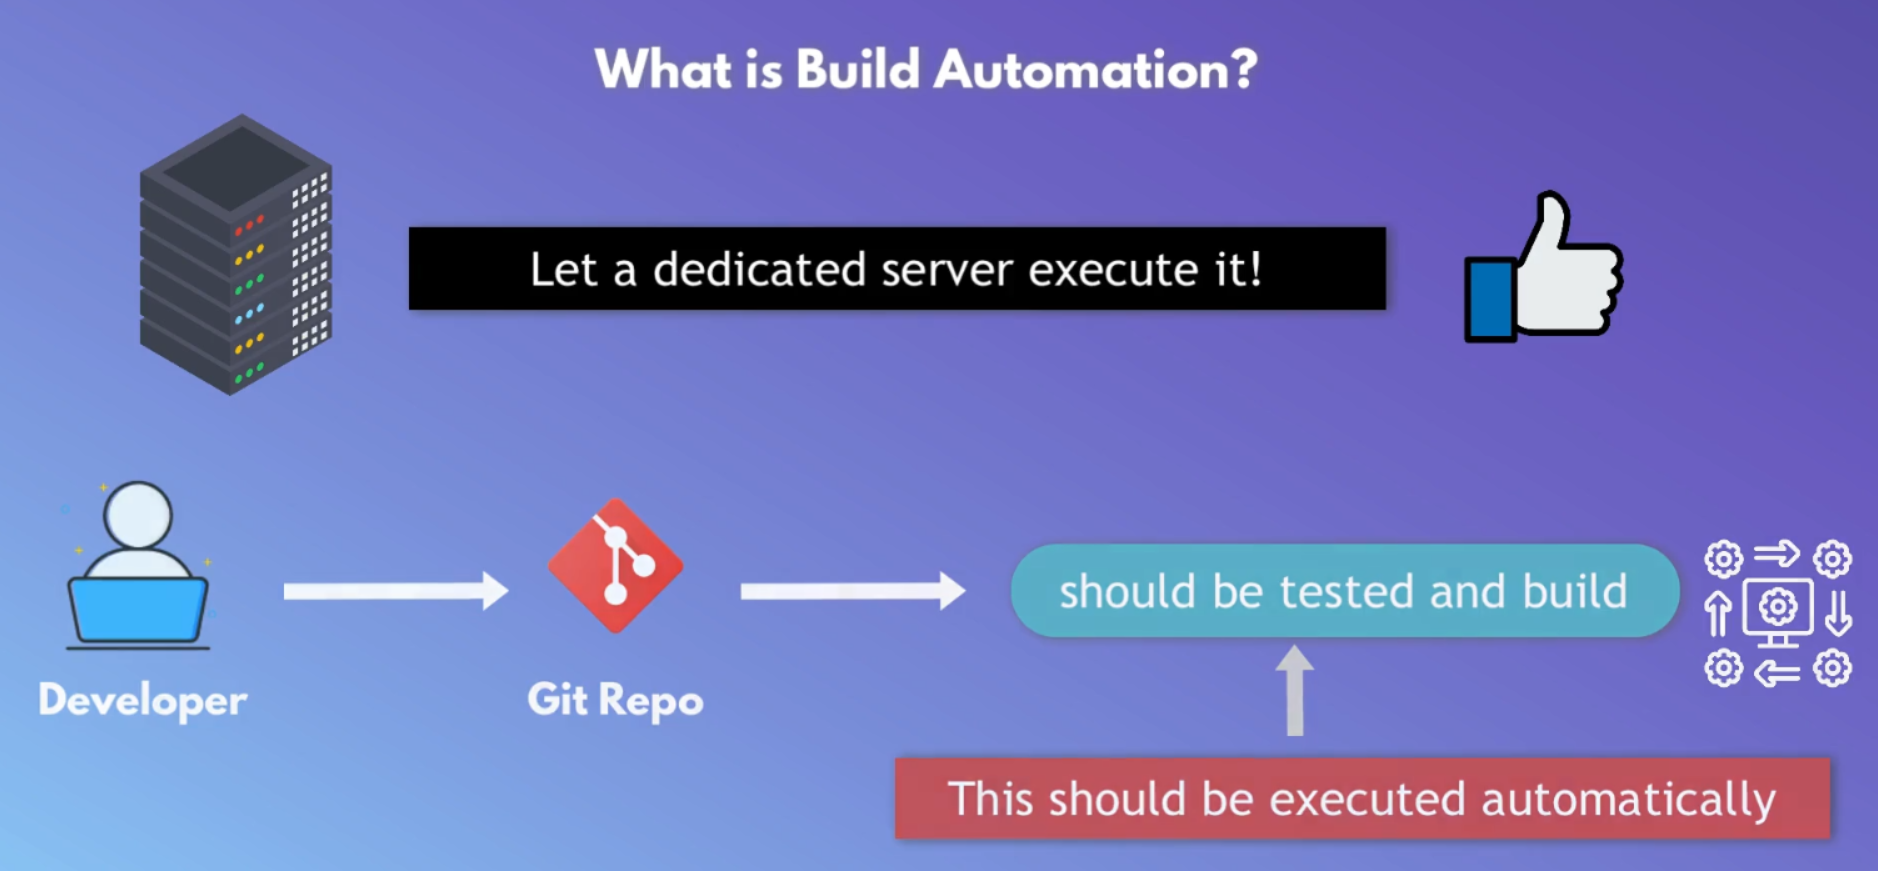 What is Build Automation?
Let a dedicated server execute it!
should be tested and build
Developer
Git Repo
This should be executed automatically